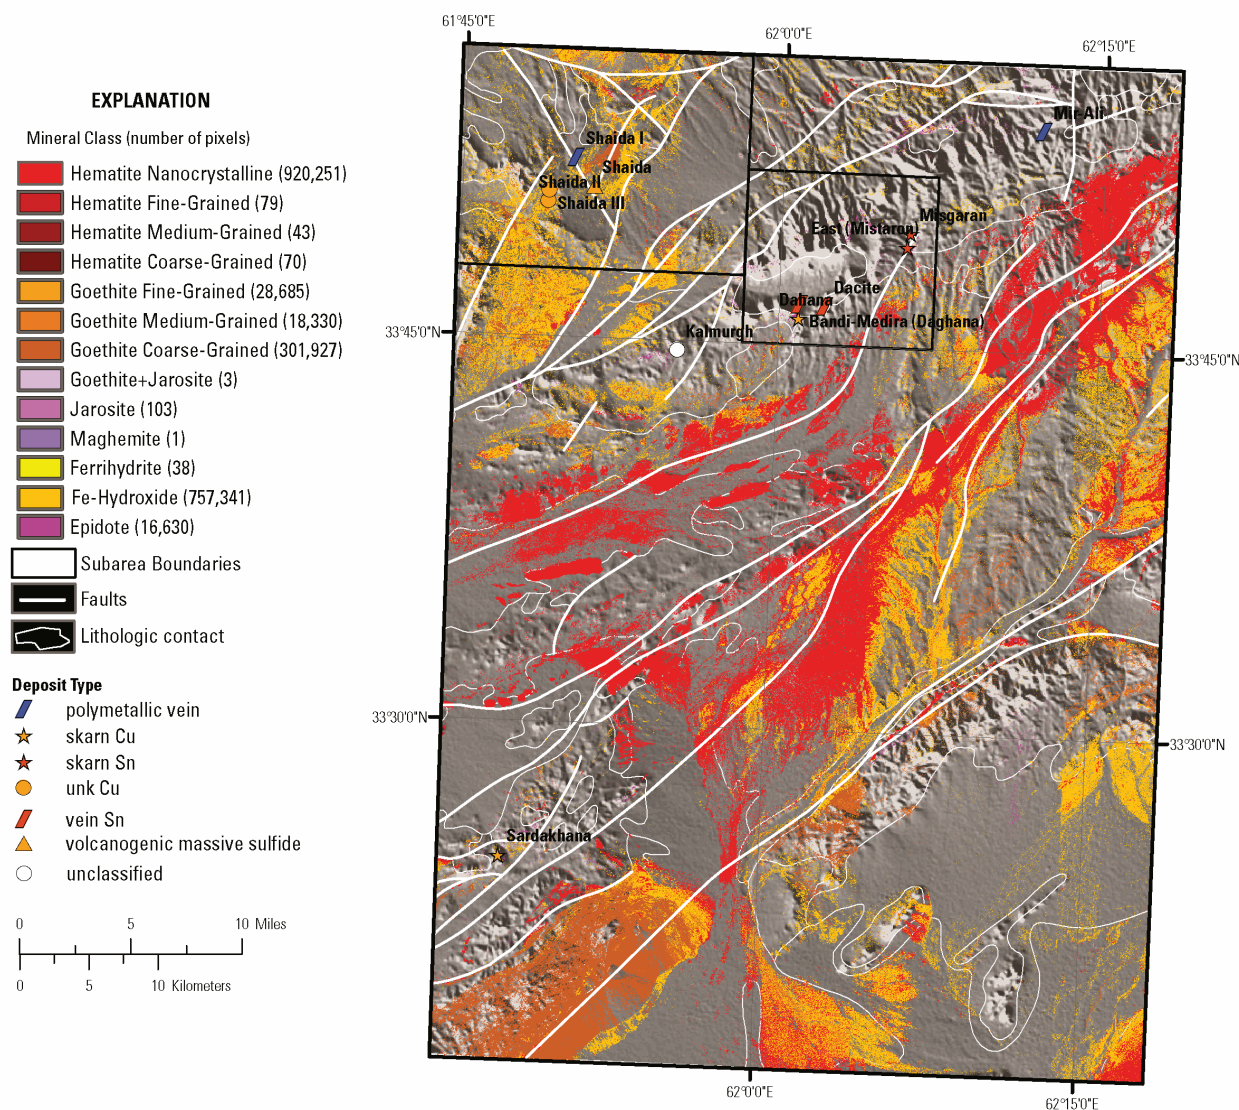 61°45'0"E
62°0'0"E
62°15'0"E
EXPLANATION
Mineral Class (number of pixels)
Hematite Nanocrystalline (920,251)
Hematite Fine-Grained (79)
Hematite Medium-Grained (43)
Hematite Coarse-Grained (70)
Goethite Fine-Grained (28,685)
Goethite Medium-Grained (18,330)
Goethite Coarse-Grained (301,927)
Goethite+Jarosite (3)
Jarosite (103)
Maghemite (1)
Ferrihydrite (38)
Fe-Hydroxide (757,341)
Epidote (16,630)
Subarea Boundaries
Faults
Lithologic contact
Deposit Type
polymetallic vein
skarn Cu
skarn Sn
unk Cu
vein Sn
volcanogenic massive sulfide
unclassified
0 5 10 Miles
0 5 10 Kilometers
Mir-Ali
Shaida I
Shaida
Shaida II
Shaida III
Misgaran
East (Mistaron)
Dacite
Dahana
Bandi-Medira (Daghana)
Kalmurgh
Sardakhana
33°45'0"N
33°45'0"N
33°30'0"N
33°30'0"N
62°0'0"E
62°15'0"E